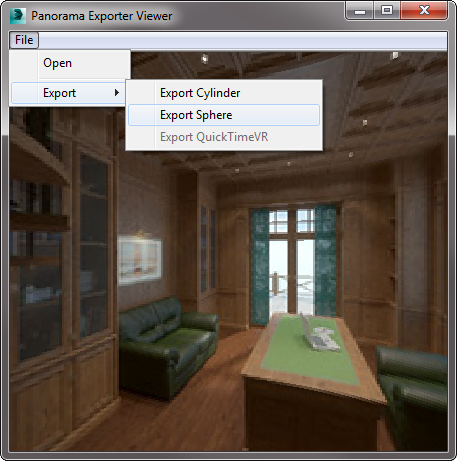 Panorama Exporter Viewer
File
Open
Export
Export Cylinder
Export Sphere
Export QuickTimeVR